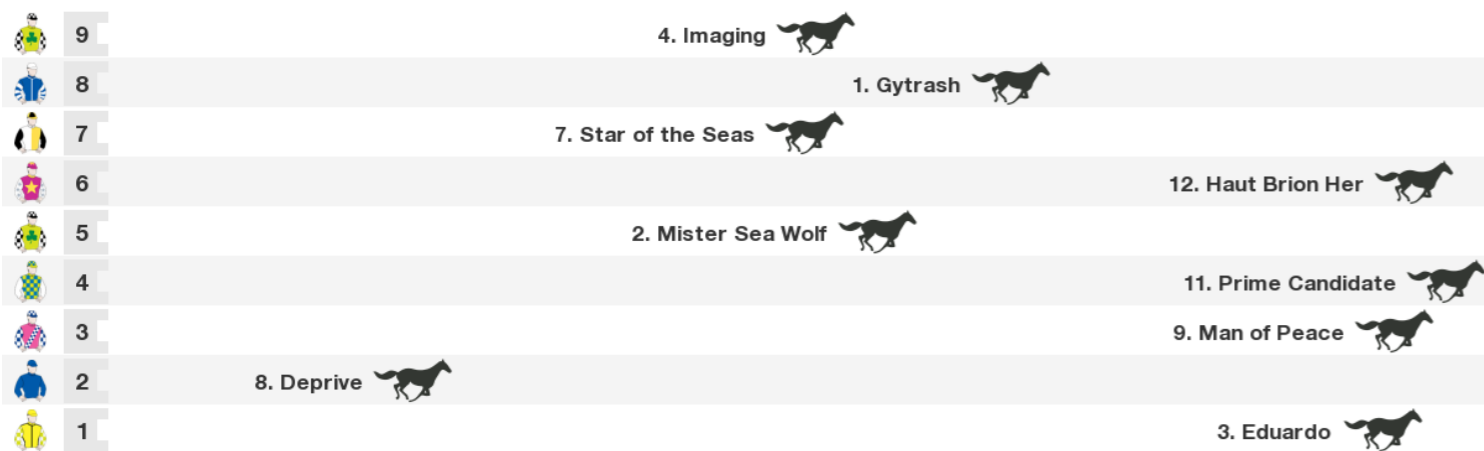 9 4. Imaging
8 1. Gytrash
7 7. Star of the Seas
6 12. Haut Brion Her
5 2. Mister Sea Wolf
4 11. Prime Candidate
3 9. Man of Peace
2 8. Deprive
1 3. Eduardo